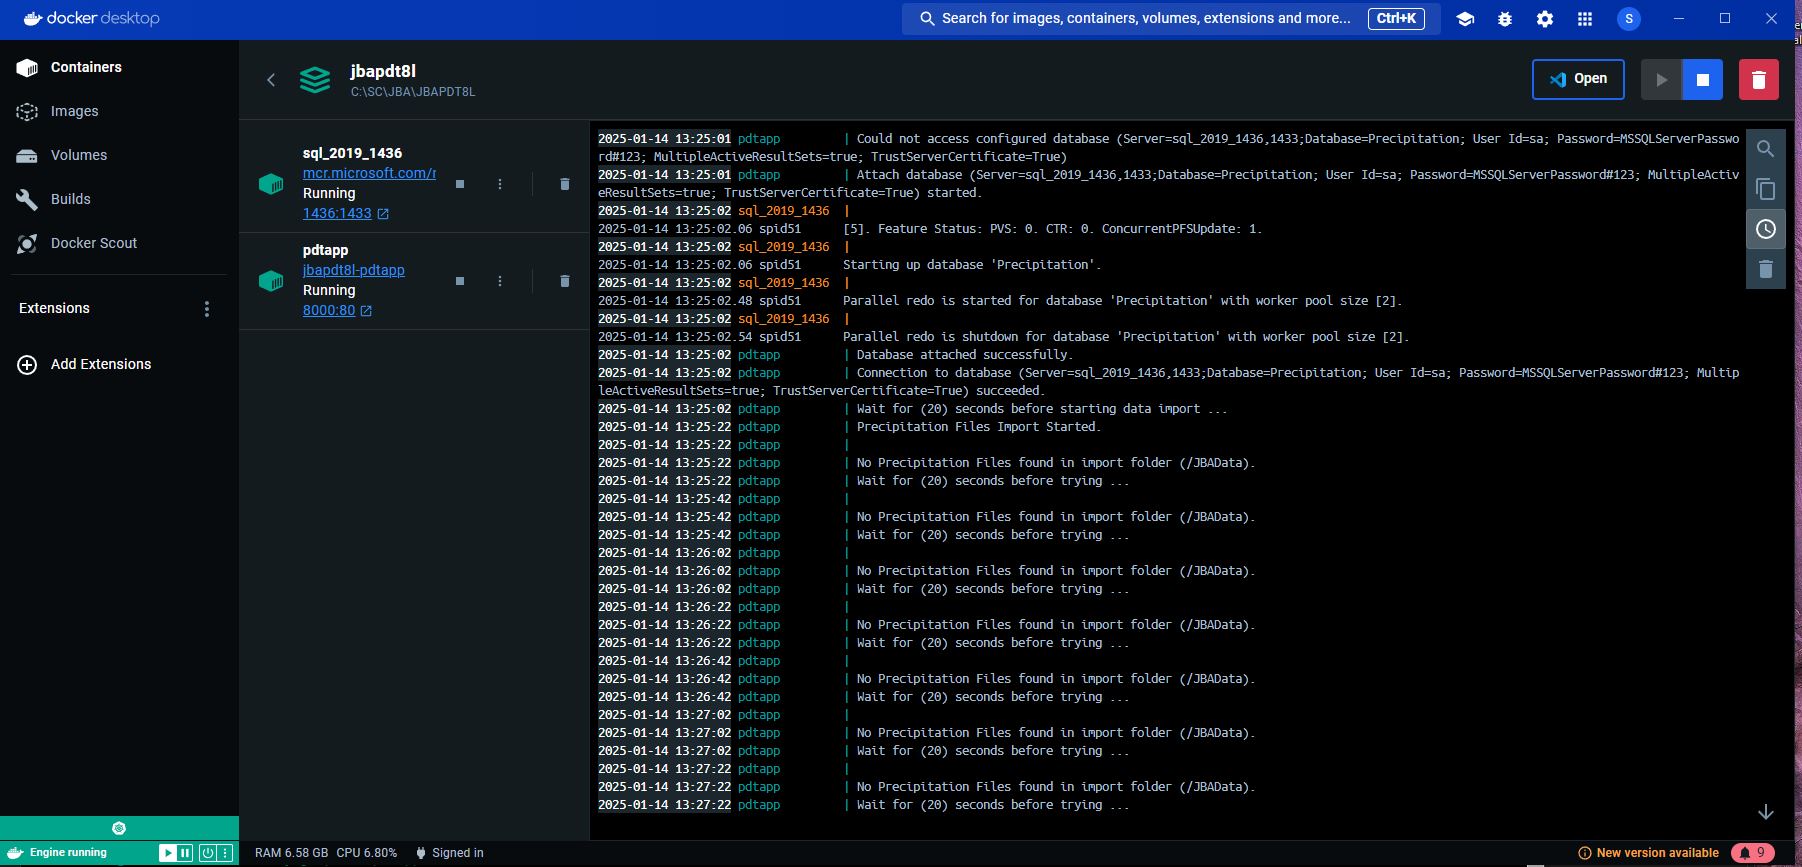 docker desktop
Search for images, containers, volumes, extensions and more...
Ctrl+K
S
Containers
Images
Volumes
Builds
Docker Scout
Extensions
Add Extensions
jbapdt8l
C:\SC\JBA\JBAPDT8L
Open
sql_2019_1436
mcr.microsoft.com/r
Running
1436:1433
pdtapp
jbapdt8l-pdtapp
Running
8000:80
2025-01-14 13:25:01 pdtapp | Could not access configured database (Server=sql_2019_1436,1433;Database=Precipitation; User Id=sa; Password=MSSQLServerPasswo
rd#123; MultipleActiveResultSets=true; TrustServerCertificate=True)
2025-01-14 13:25:01 pdtapp | Attach database (Server=sql_2019_1436,1433;Database=Precipitation; User Id=sa; Password=MSSQLServerPassword#123; MultipleActiv
eResultSets=true; TrustServerCertificate=True) started.
2025-01-14 13:25:02 sql_2019_1436 |
2025-01-14 13:25:02.06 spid51 [5]. Feature Status: PVS: 0. CTR: 0. ConcurrentPFSUpdate: 1.
2025-01-14 13:25:02 sql_2019_1436 |
2025-01-14 13:25:02.06 spid51 Starting up database 'Precipitation'.
2025-01-14 13:25:02 sql_2019_1436 |
2025-01-14 13:25:02.48 spid51 Parallel redo is started for database 'Precipitation' with worker pool size [2].
2025-01-14 13:25:02 sql_2019_1436 |
2025-01-14 13:25:02.54 spid51 Parallel redo is shutdown for database 'Precipitation' with worker pool size [2].
2025-01-14 13:25:02 pdtapp | Database attached successfully.
2025-01-14 13:25:02 pdtapp | Connection to database (Server=sql_2019_1436,1433;Database=Precipitation; User Id=sa; Password=MSSQLServerPassword#123; Multip
leActiveResultSets=true; TrustServerCertificate=True) succeeded.
2025-01-14 13:25:02 pdtapp | Wait for (20) seconds before starting data import ...
2025-01-14 13:25:22 pdtapp | Precipitation Files Import Started.
2025-01-14 13:25:22 pdtapp |
2025-01-14 13:25:22 pdtapp | No Precipitation Files found in import folder (/JBAData).
2025-01-14 13:25:22 pdtapp | Wait for (20) seconds before trying ...
2025-01-14 13:25:42 pdtapp |
2025-01-14 13:25:42 pdtapp | No Precipitation Files found in import folder (/JBAData).
2025-01-14 13:25:42 pdtapp | Wait for (20) seconds before trying ...
2025-01-14 13:26:02 pdtapp |
2025-01-14 13:26:02 pdtapp | No Precipitation Files found in import folder (/JBAData).
2025-01-14 13:26:02 pdtapp | Wait for (20) seconds before trying ...
2025-01-14 13:26:22 pdtapp |
2025-01-14 13:26:22 pdtapp | No Precipitation Files found in import folder (/JBAData).
2025-01-14 13:26:22 pdtapp | Wait for (20) seconds before trying ...
2025-01-14 13:26:42 pdtapp |
2025-01-14 13:26:42 pdtapp | No Precipitation Files found in import folder (/JBAData).
2025-01-14 13:26:42 pdtapp | Wait for (20) seconds before trying ...
2025-01-14 13:27:02 pdtapp |
2025-01-14 13:27:02 pdtapp | No Precipitation Files found in import folder (/JBAData).
2025-01-14 13:27:02 pdtapp | Wait for (20) seconds before trying ...
2025-01-14 13:27:22 pdtapp |
2025-01-14 13:27:22 pdtapp | No Precipitation Files found in import folder (/JBAData).
2025-01-14 13:27:22 pdtapp | Wait for (20) seconds before trying ...
Engine running
RAM 6.58 GB CPU 6.80% Signed in
New version available
9